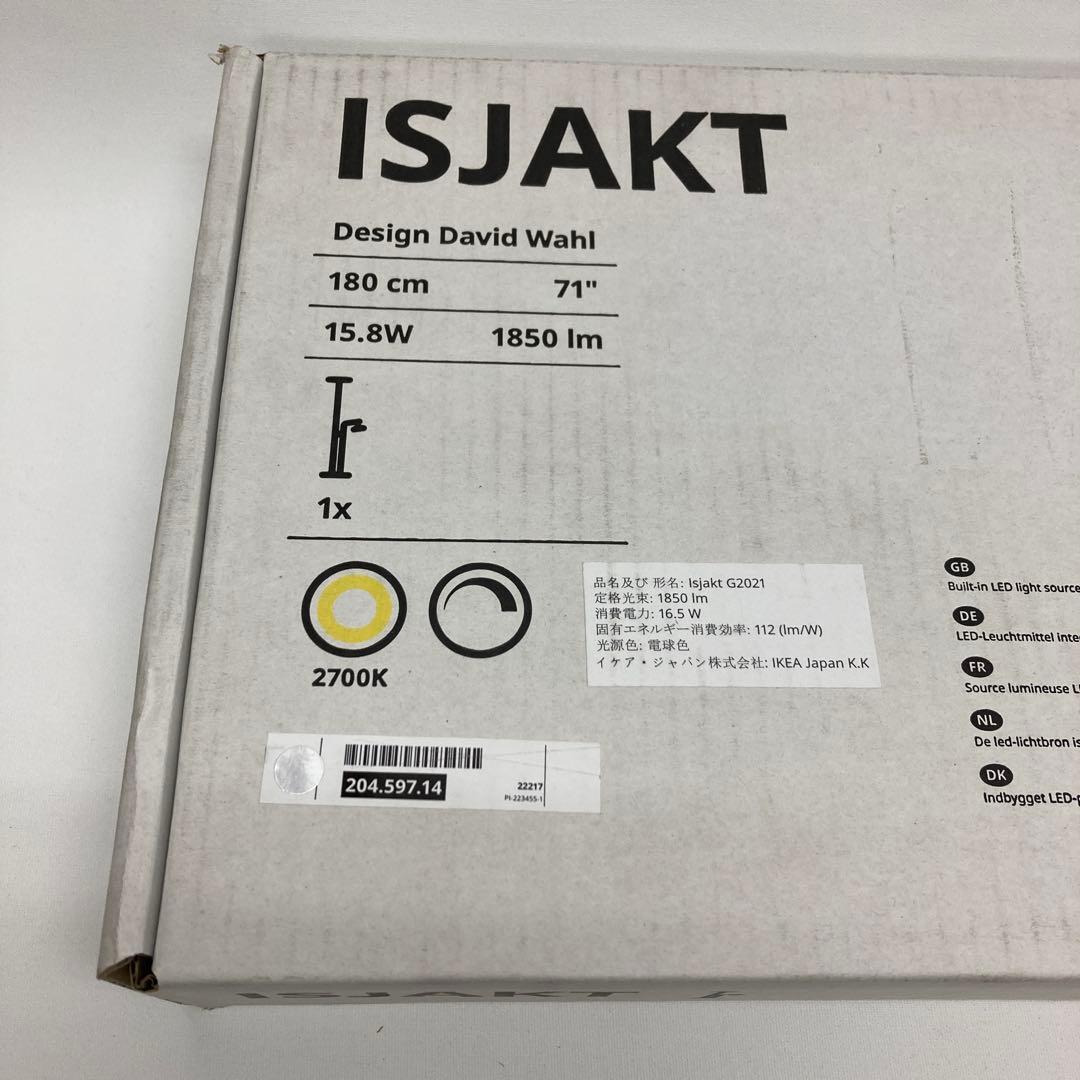 ISJAKT
Design David Wahl
180 cm 71"
15.8W 1850 lm
1x
2700K
品名及び 形名: Isjakt G2021
定格光束: 1850 lm
消費電力: 16.5 W
固有エネルギー消費効率: 112 (lm/W)
光源色: 電球色
イケア・ジャパン株式会社: IKEA Japan K.K
GB
Built-in LED light source
DE
LED-Leuchtmittel inte
FR
Source lumineuse L
NL
De led-lichtbron is
DK
Indbygget LED-p
204.597.14
22217
PI-223455-1
ISJAKT